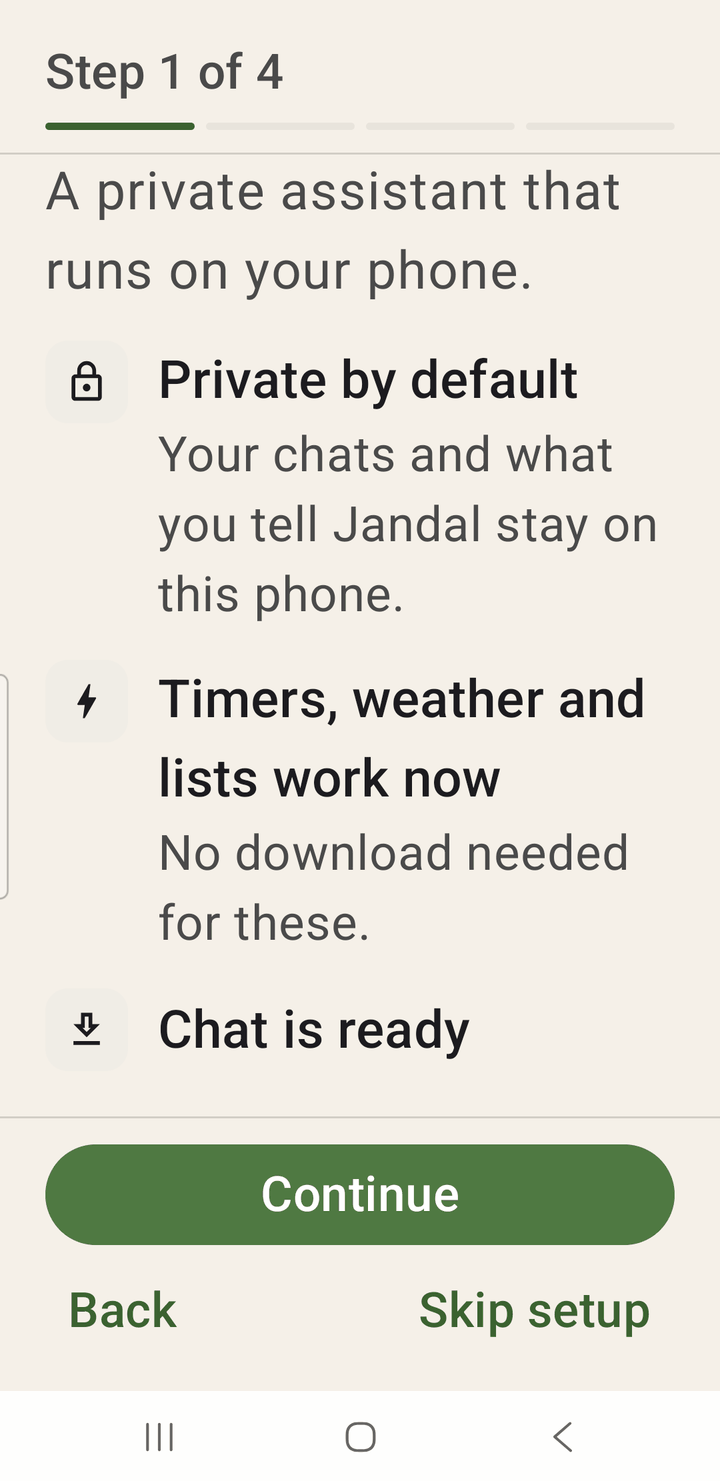 Step 1 of 4
A private assistant that
runs on your phone.
Private by default
Your chats and what
you tell Jandal stay on
this phone.
Timers, weather and
lists work now
No download needed
for these.
Chat is ready
Continue
Back
Skip setup